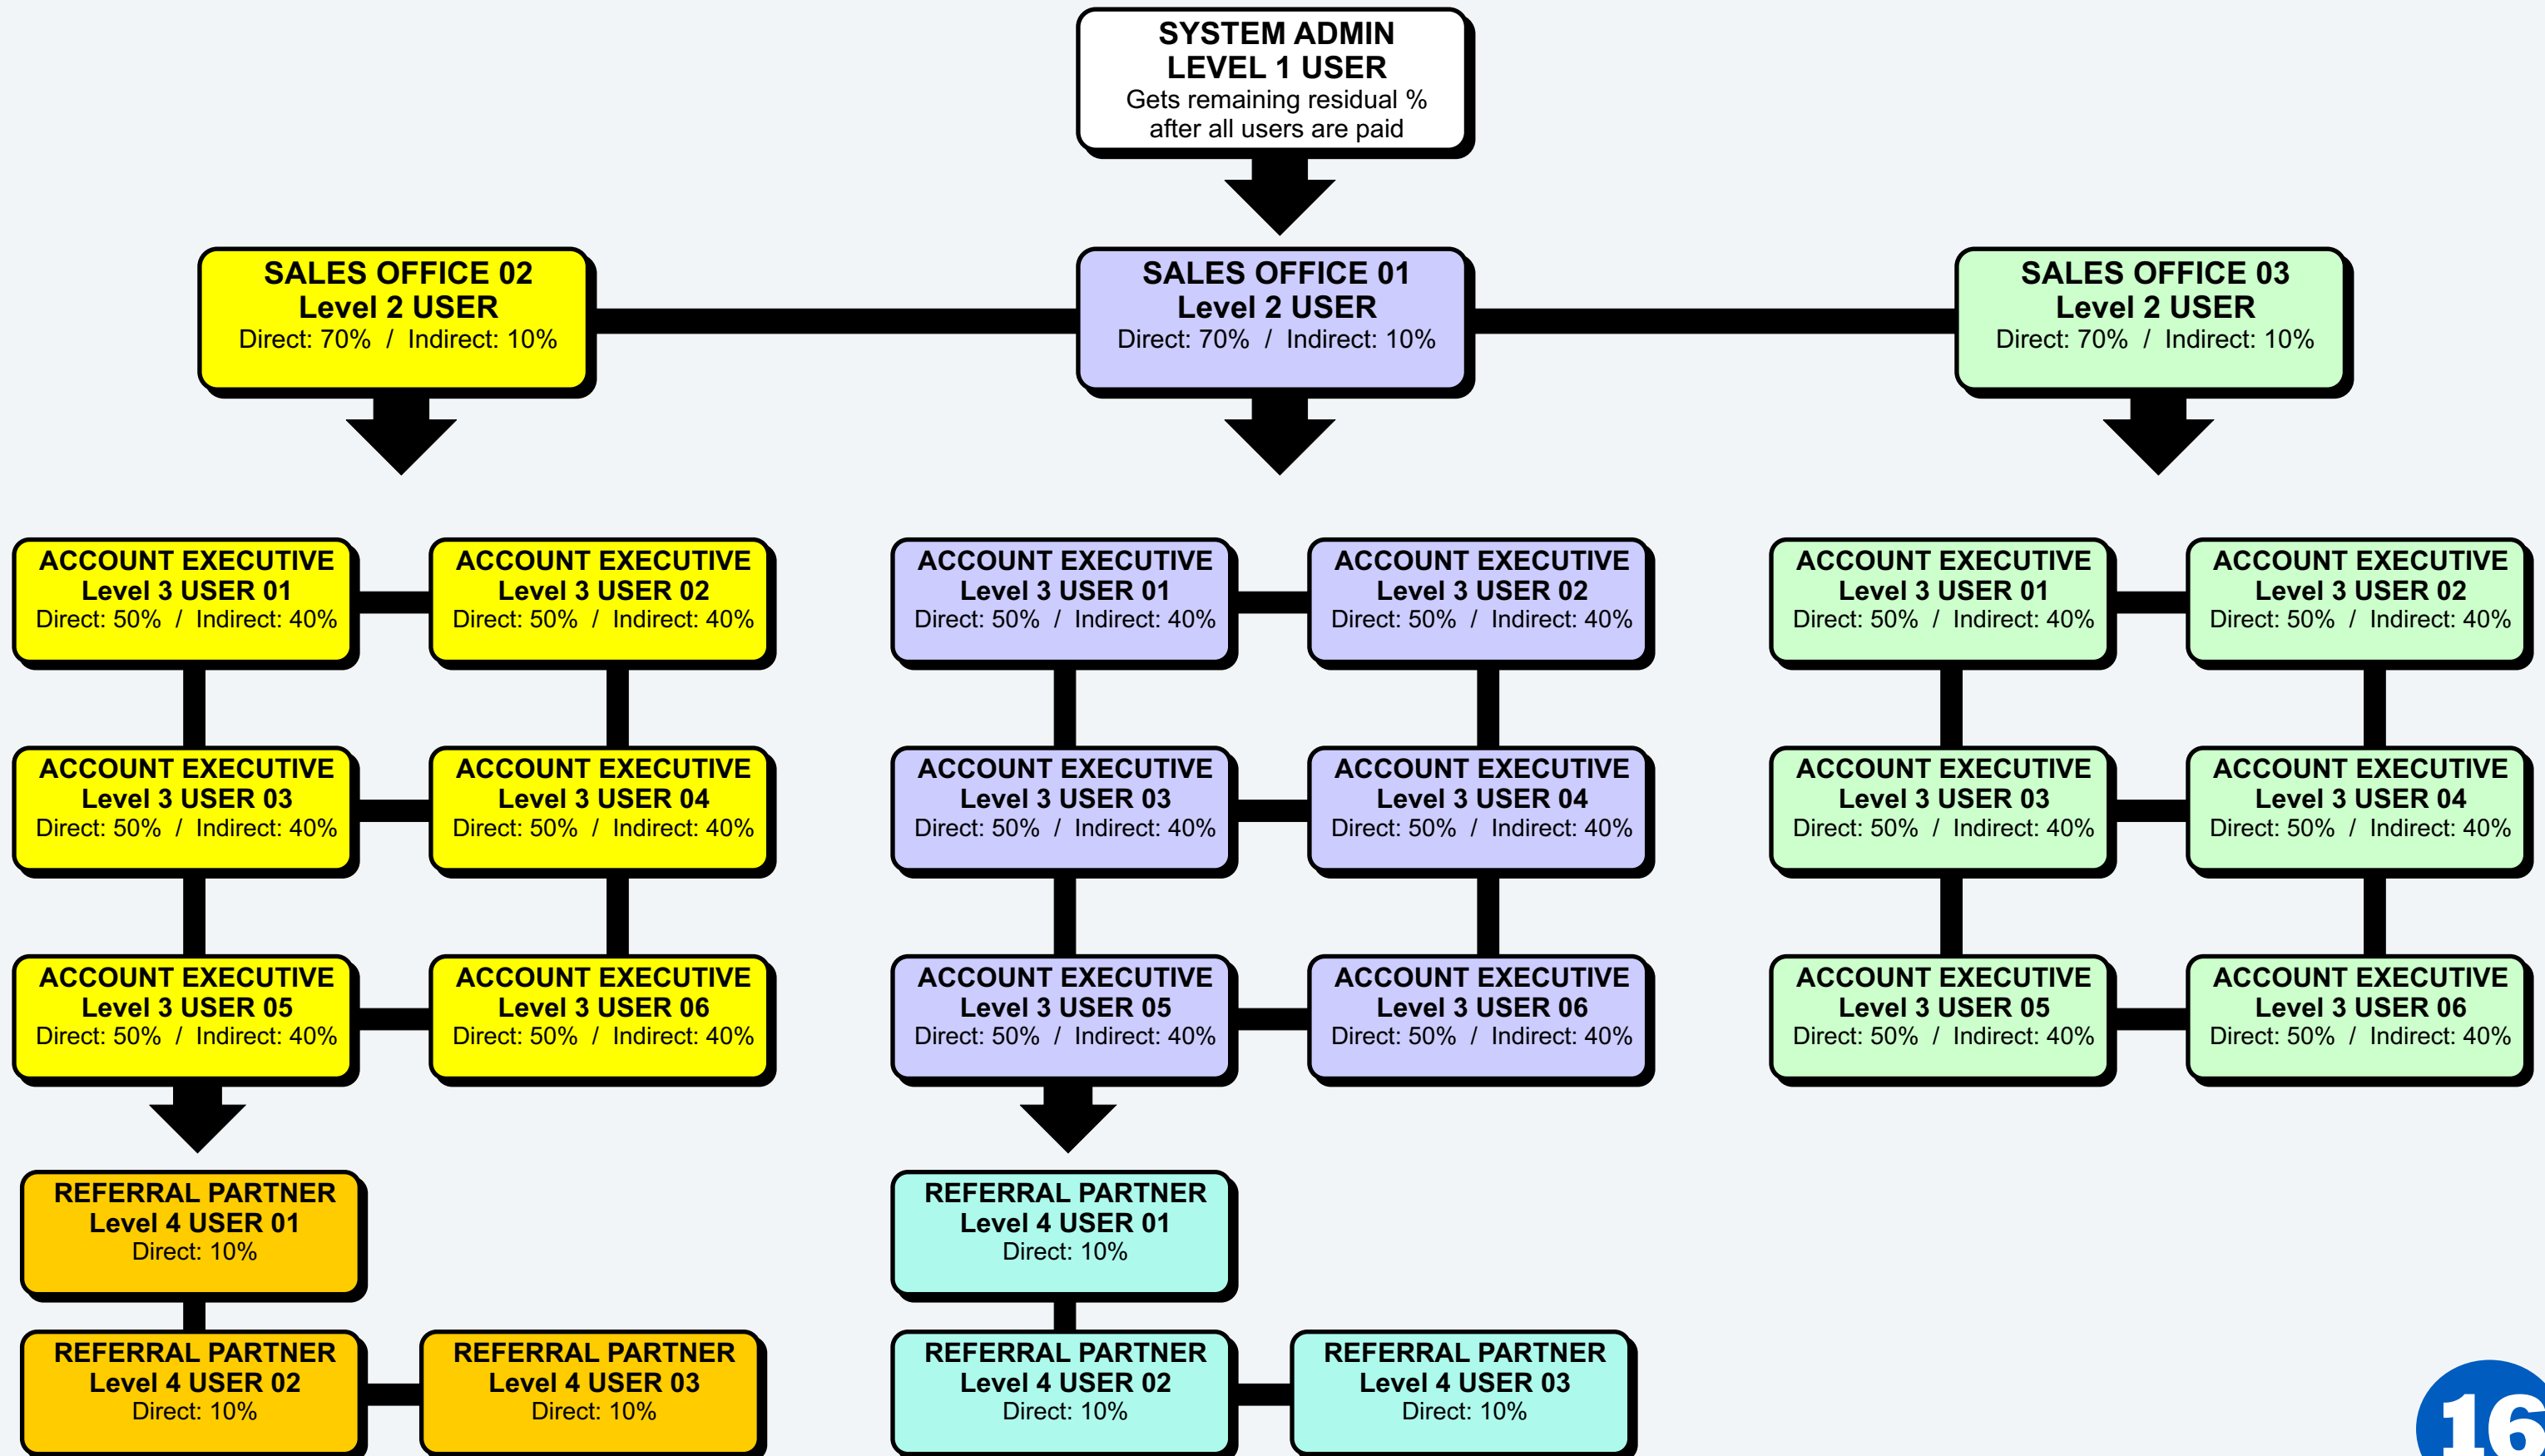 SYSTEM ADMIN
LEVEL 1 USER
Gets remaining residual %
after all users are paid
SALES OFFICE 02
Level 2 USER
Direct: 70% / Indirect: 10%
SALES OFFICE 01
Level 2 USER
Direct: 70% / Indirect: 10%
SALES OFFICE 03
Level 2 USER
Direct: 70% / Indirect: 10%
ACCOUNT EXECUTIVE
Level 3 USER 01
Direct: 50% / Indirect: 40%
ACCOUNT EXECUTIVE
Level 3 USER 02
Direct: 50% / Indirect: 40%
ACCOUNT EXECUTIVE
Level 3 USER 01
Direct: 50% / Indirect: 40%
ACCOUNT EXECUTIVE
Level 3 USER 02
Direct: 50% / Indirect: 40%
ACCOUNT EXECUTIVE
Level 3 USER 01
Direct: 50% / Indirect: 40%
ACCOUNT EXECUTIVE
Level 3 USER 02
Direct: 50% / Indirect: 40%
ACCOUNT EXECUTIVE
Level 3 USER 03
Direct: 50% / Indirect: 40%
ACCOUNT EXECUTIVE
Level 3 USER 04
Direct: 50% / Indirect: 40%
ACCOUNT EXECUTIVE
Level 3 USER 03
Direct: 50% / Indirect: 40%
ACCOUNT EXECUTIVE
Level 3 USER 04
Direct: 50% / Indirect: 40%
ACCOUNT EXECUTIVE
Level 3 USER 03
Direct: 50% / Indirect: 40%
ACCOUNT EXECUTIVE
Level 3 USER 04
Direct: 50% / Indirect: 40%
ACCOUNT EXECUTIVE
Level 3 USER 05
Direct: 50% / Indirect: 40%
ACCOUNT EXECUTIVE
Level 3 USER 06
Direct: 50% / Indirect: 40%
ACCOUNT EXECUTIVE
Level 3 USER 05
Direct: 50% / Indirect: 40%
ACCOUNT EXECUTIVE
Level 3 USER 06
Direct: 50% / Indirect: 40%
ACCOUNT EXECUTIVE
Level 3 USER 05
Direct: 50% / Indirect: 40%
ACCOUNT EXECUTIVE
Level 3 USER 06
Direct: 50% / Indirect: 40%
REFERRAL PARTNER
Level 4 USER 01
Direct: 10%
REFERRAL PARTNER
Level 4 USER 01
Direct: 10%
REFERRAL PARTNER
Level 4 USER 02
Direct: 10%
REFERRAL PARTNER
Level 4 USER 03
Direct: 10%
REFERRAL PARTNER
Level 4 USER 02
Direct: 10%
REFERRAL PARTNER
Level 4 USER 03
Direct: 10%
16